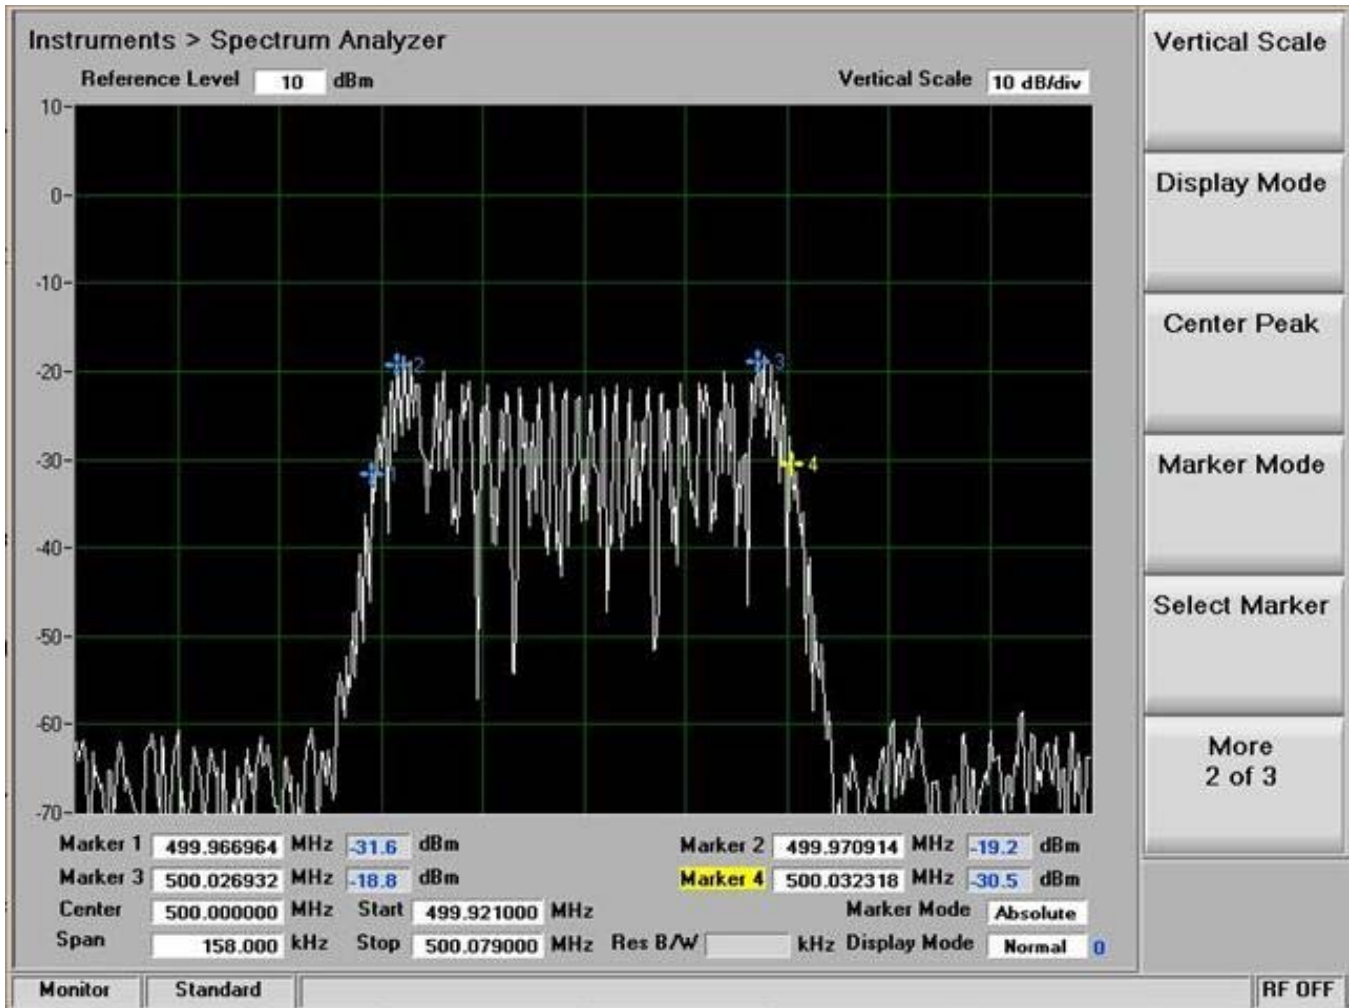 Instruments > Spectrum Analyzer
Reference Level 10 dBm Vertical Scale 10 dB/div
10-
0-
-10-
-20-
-30-
-40-
-50-
-60-
-70-
2
3
1
4
Marker 1 499.966964 MHz -31.6 dBm Marker 2 499.970914 MHz -19.2 dBm
Marker 3 500.026932 MHz -18.8 dBm Marker 4 500.032318 MHz -30.5 dBm
Center 500.000000 MHz Start 499.921000 MHz Marker Mode Absolute
Span 158.000 kHz Stop 500.079000 MHz Res B/W kHz Display Mode Normal 0
Monitor Standard RF OFF
Vertical Scale
Display Mode
Center Peak
Marker Mode
Select Marker
More
2 of 3